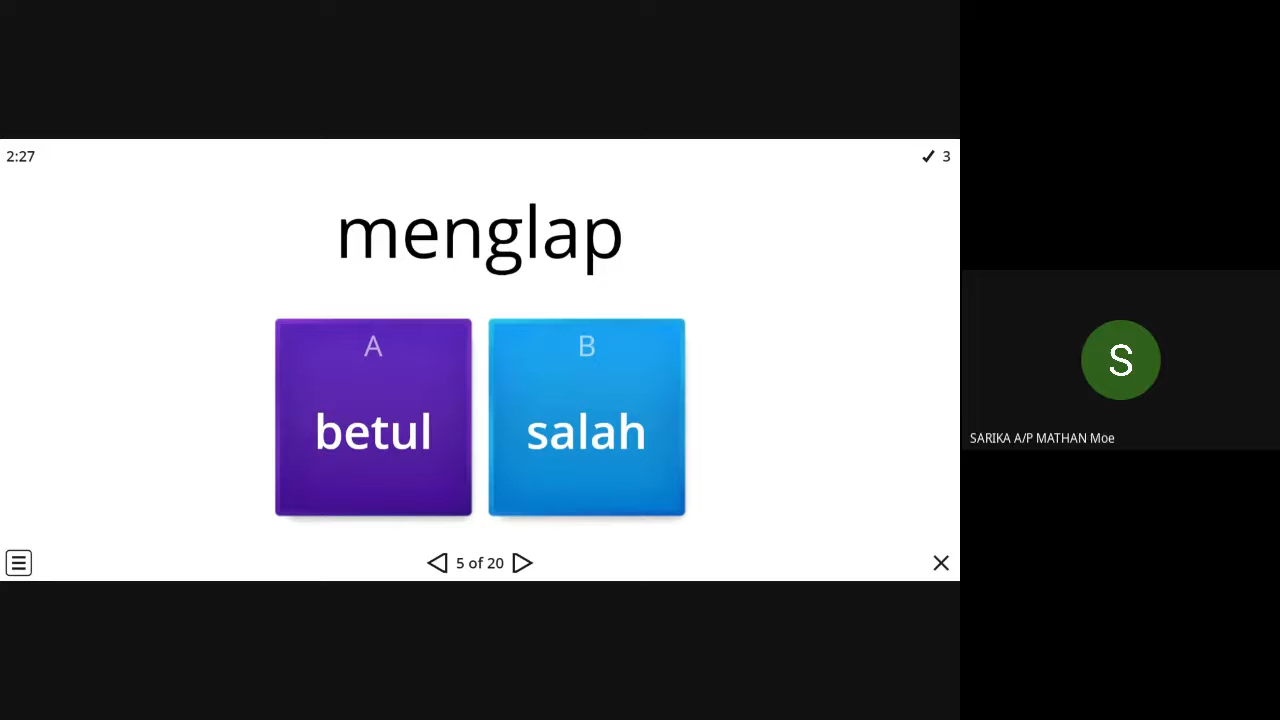 2:27
✓ 3
menglap
A
betul
B
salah
5 of 20
S
SARIKA A/P MATHAN Moe